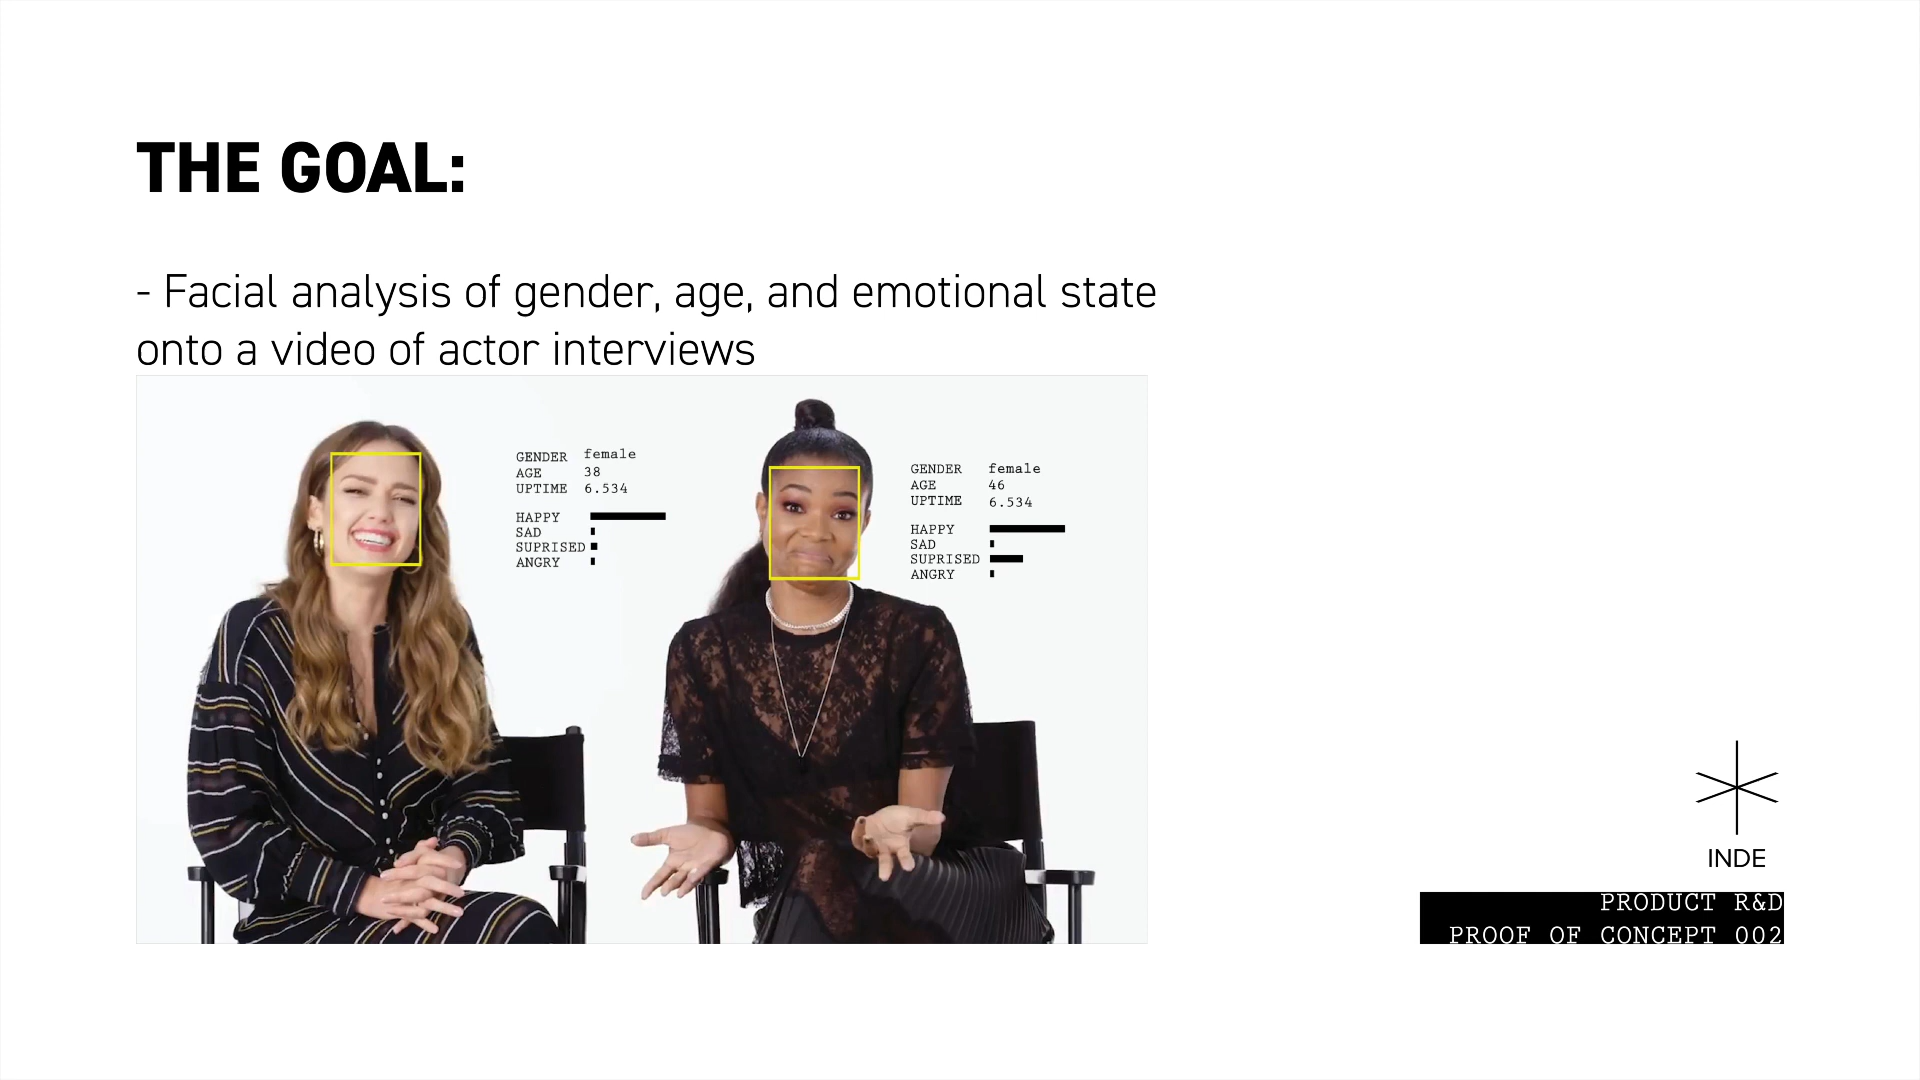 THE GOAL:
- Facial analysis of gender, age, and emotional state
onto a video of actor interviews
GENDER female
AGE 38
UPTIME 6.534
HAPPY
SAD
SUPRISED
ANGRY
GENDER female
AGE 46
UPTIME 6.534
HAPPY
SAD
SUPRISED
ANGRY
INDE
PRODUCT R&D
PROOF OF CONCEPT 002